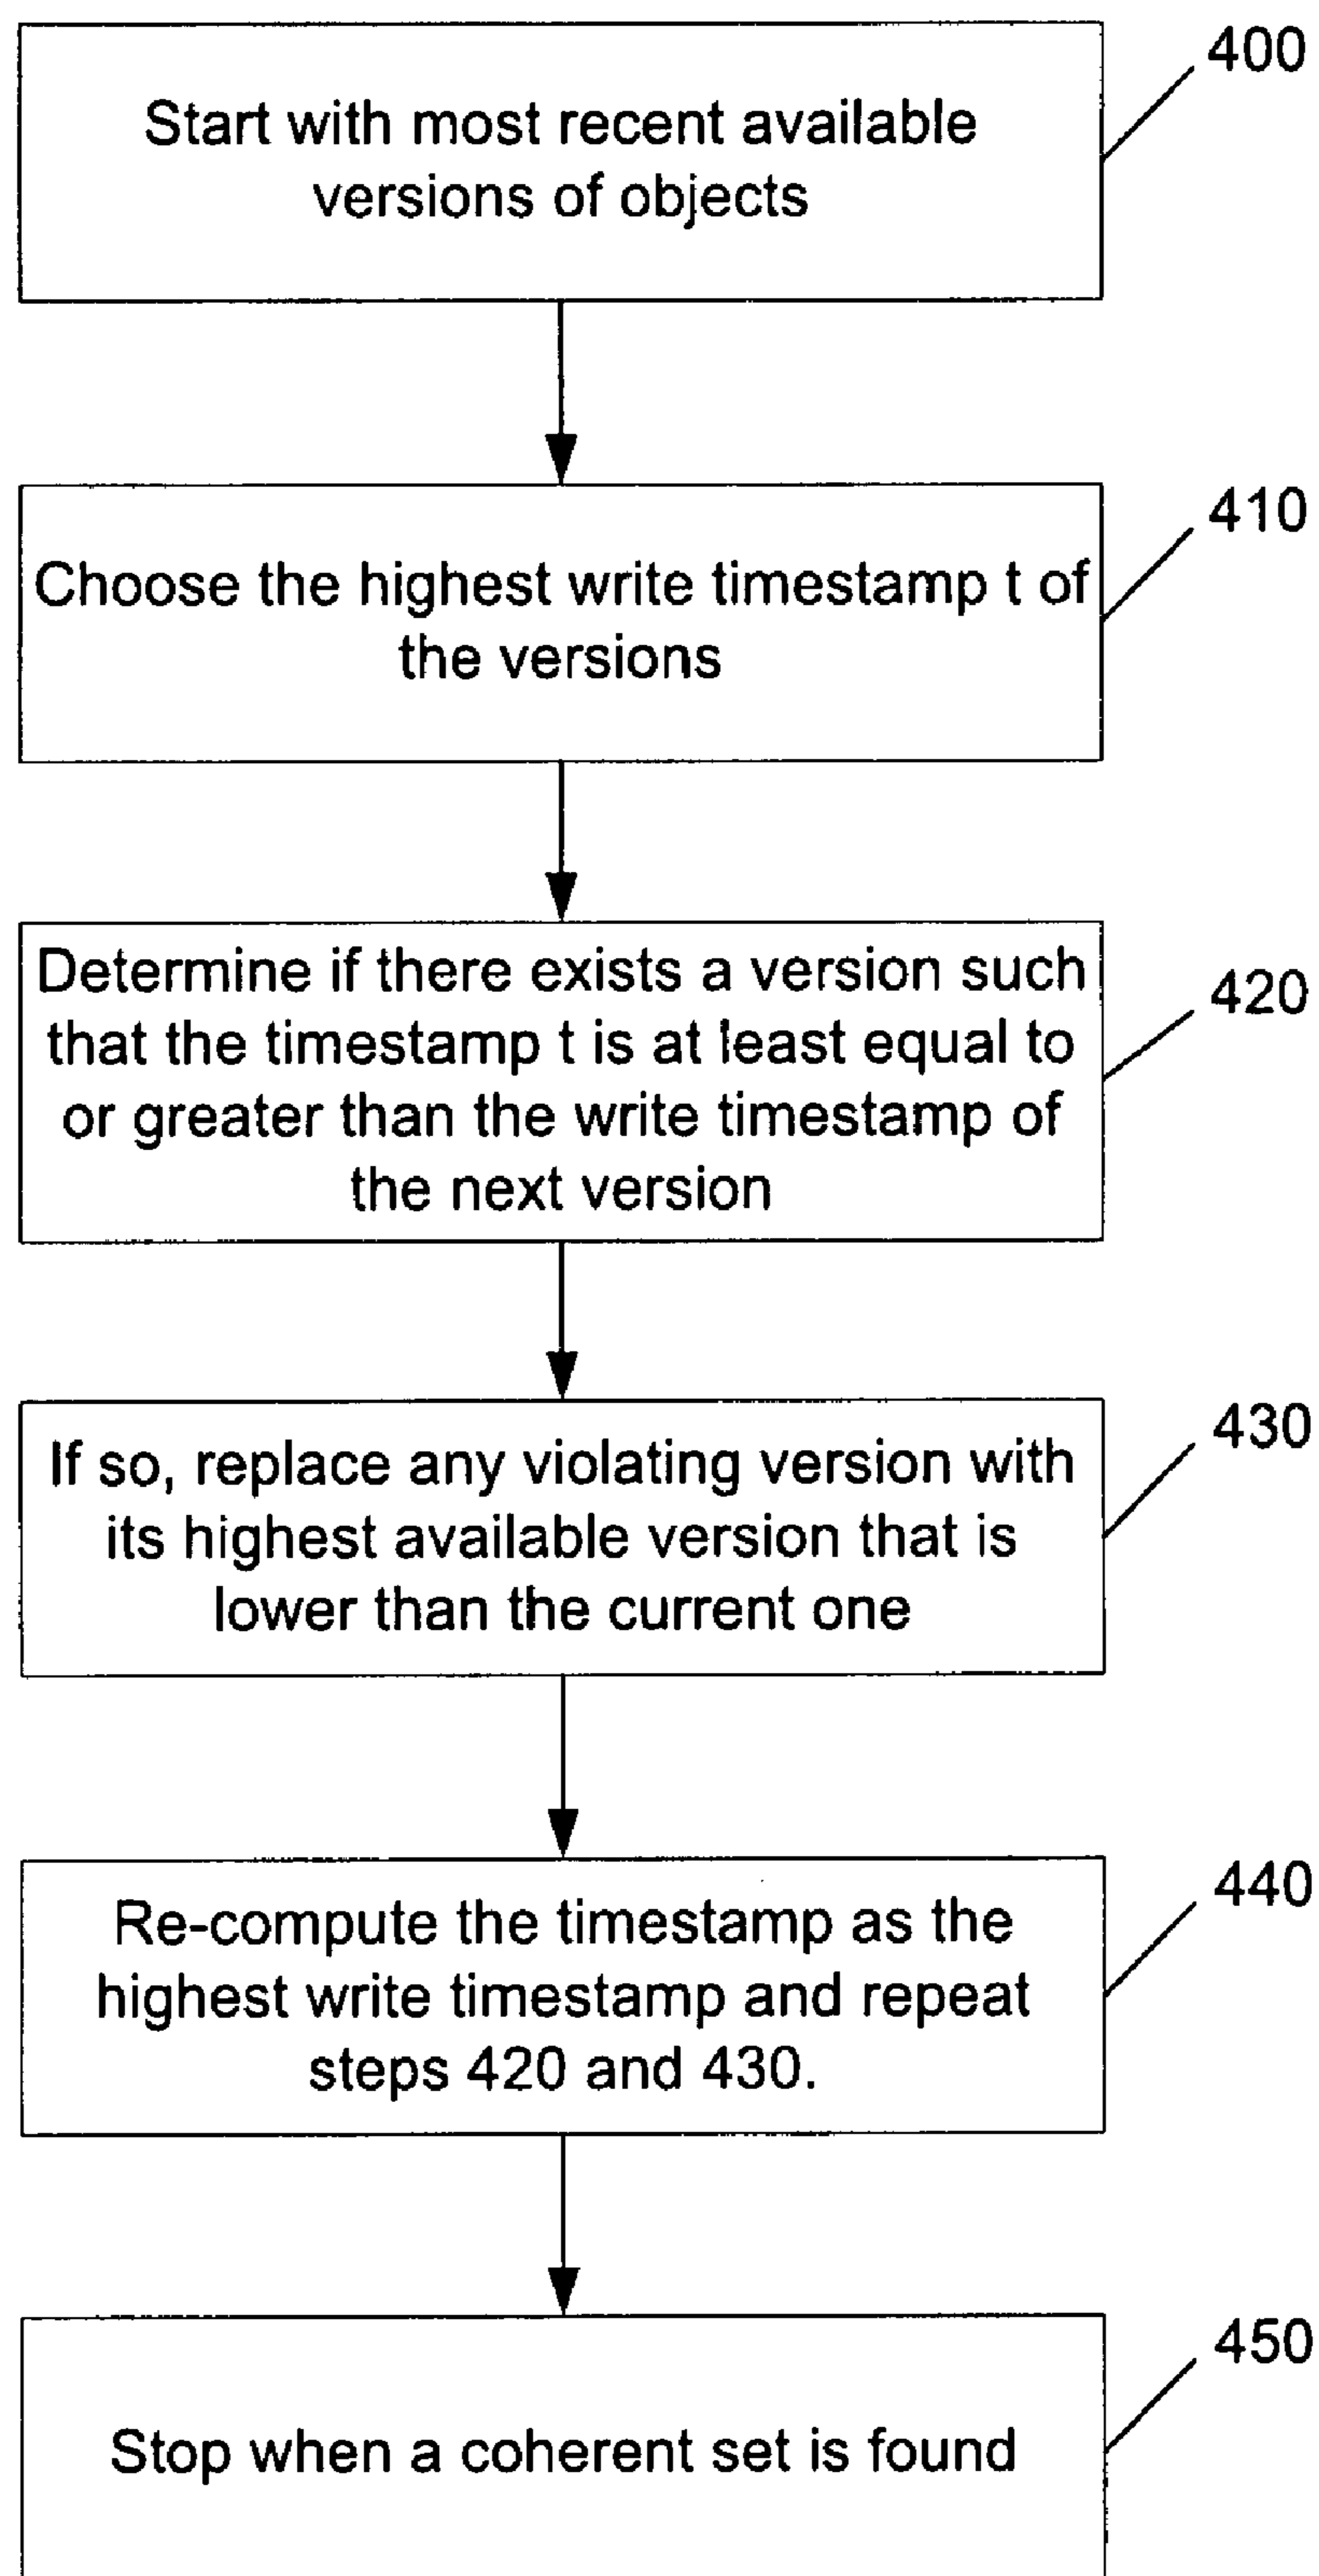 400
Start with most recent available
versions of objects
410
Choose the highest write timestamp t of
the versions
420
Determine if there exists a version such
that the timestamp t is at least equal to
or greater than the write timestamp of
the next version
430
If so, replace any violating version with
its highest available version that is
lower than the current one
440
Re-compute the timestamp as the
highest write timestamp and repeat
steps 420 and 430.
450
Stop when a coherent set is found